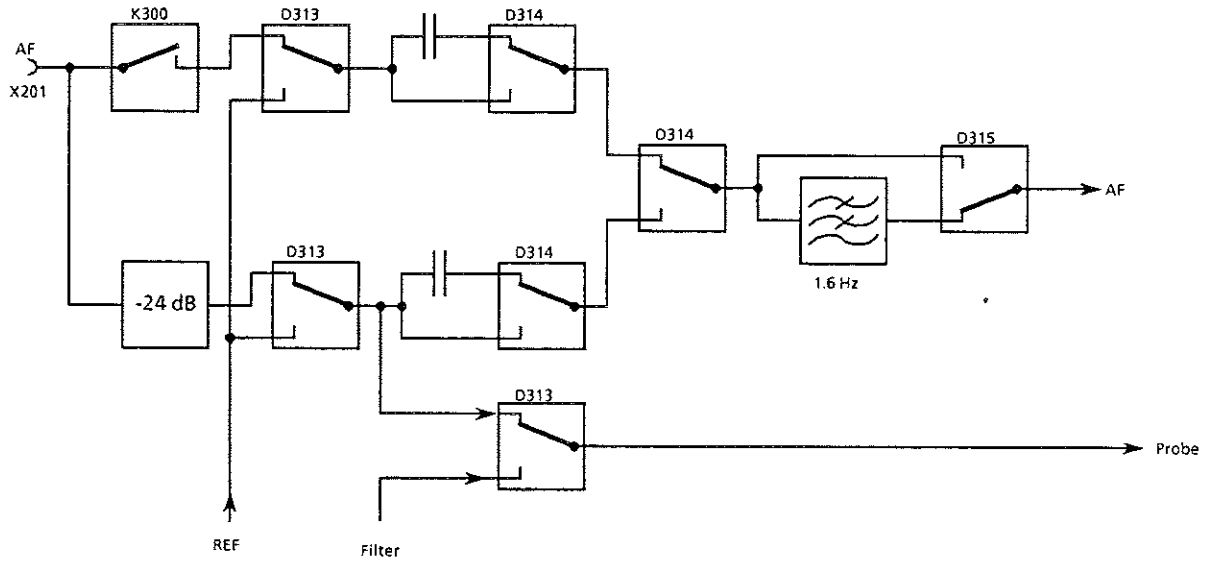 K300
D313
D314
AF
X201
O314
D315
AF
D313
D314
-24 dB
1.6 Hz
D313
Probe
REF
Filter